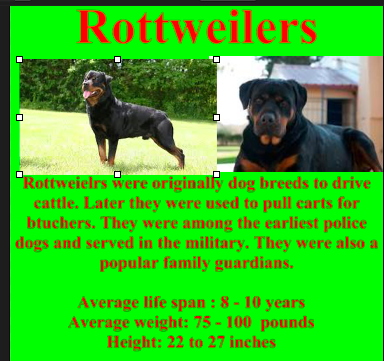 Rottweilers
Rottweielrs were originally dog breeds to drive
cattle. Later they were used to pull carts for
btuchers. They were among the earliest police
dogs and served in the military. They were also a
popular family guardians.
Average life span : 8 - 10 years
Average weight: 75 - 100 pounds
Height: 22 to 27 inches